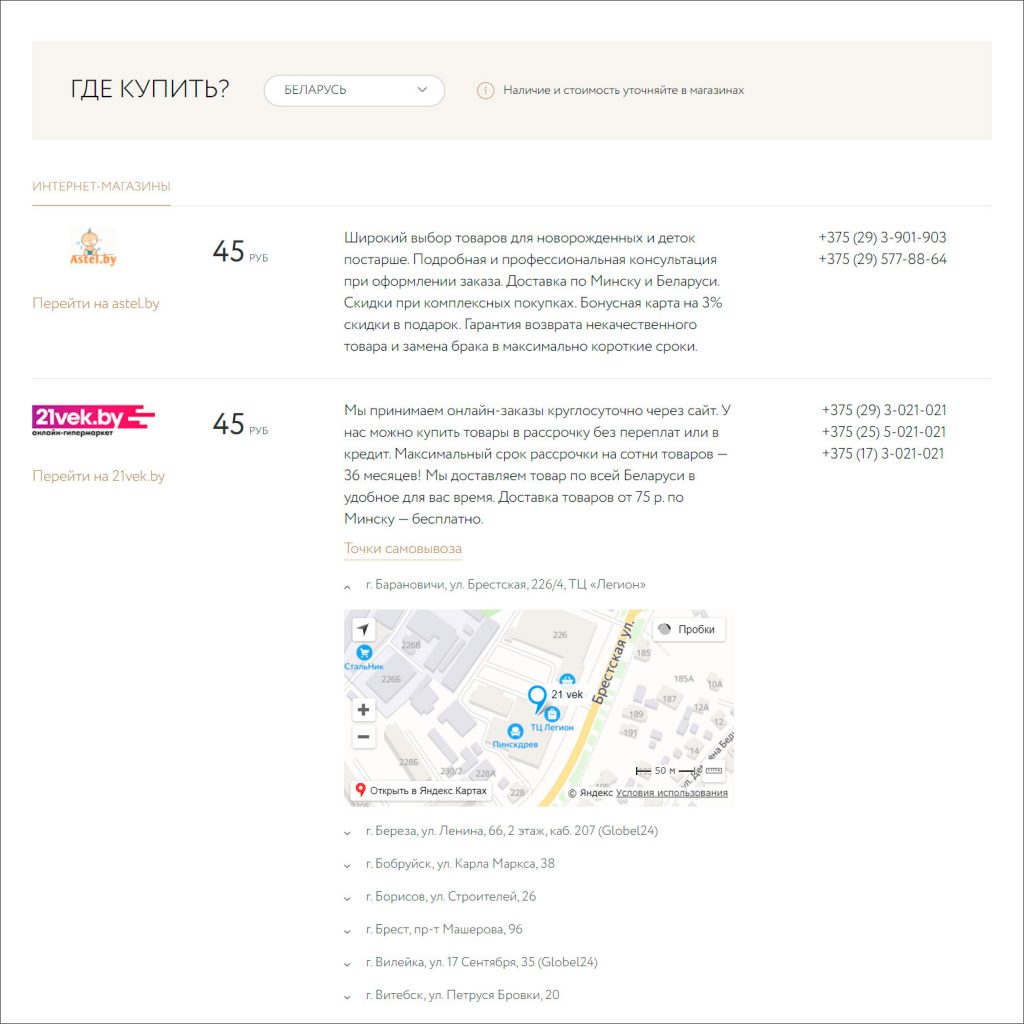 ГДЕ КУПИТЬ?
БЕЛАРУСЬ
Наличие и стоимость уточняйте в магазинах
ИНТЕРНЕТ-МАГАЗИНЫ
Astel.by
Перейти на astel.by
45 РУБ
Широкий выбор товаров для новорожденных и деток
постарше. Подробная и профессиональная консультация
при оформлении заказа. Доставка по Минску и Беларуси.
Скидки при комплексных покупках. Бонусная карта на 3%
скидки в подарок. Гарантия возврата некачественного
товара и замена брака в максимально короткие сроки.
+375 (29) 3-901-903
+375 (29) 577-88-64
21vek.by
онлайн-гипермаркет
Перейти на 21vek.by
45 РУБ
Мы принимаем онлайн-заказы круглосуточно через сайт. У
нас можно купить товары в рассрочку без переплат или в
кредит. Максимальный срок рассрочки на сотни товаров —
36 месяцев! Мы доставляем товар по всей Беларуси в
удобное для вас время. Доставка товаров от 75 р. по
Минску — бесплатно.
+375 (29) 3-021-021
+375 (25) 5-021-021
+375 (17) 3-021-021
Точки самовывоза
г. Барановичи, ул. Брестская, 226/4, ТЦ «Легион»
Пробки
226
226В
СтальНик
226Б
Брестская ул.
185
185А
10А
187
12
189
191
14
21 vek
ТЦ Легион
Пинскдрев
228Б
230/2
228А
228
50 м
Открыть в Яндекс.Картах
© Яндекс Условия использования
г. Береза, ул. Ленина, 66, 2 этаж, каб. 207 (Globel24)
г. Бобруйск, ул. Карла Маркса, 38
г. Борисов, ул. Строителей, 26
г. Брест, пр-т Машерова, 96
г. Вилейка, ул. 17 Сентября, 35 (Globel24)
г. Витебск, ул. Петруся Бровки, 20